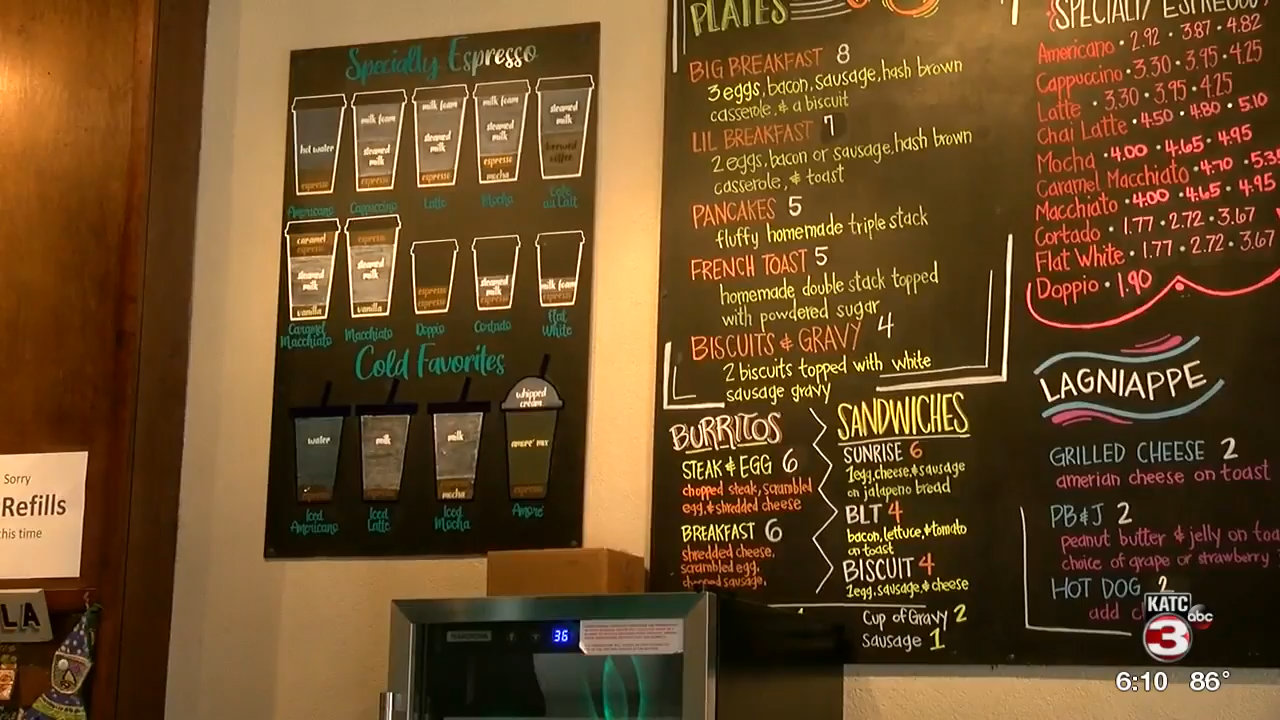 Specialty Espresso
hot water
espresso
Americano
milk foam
steamed
milk
espresso
Cappuccino
milk foam
steamed
milk
espresso
Latte
milk foam
steamed
milk
espresso
mocha
Mocha
steamed
milk
brewed
coffee
Cafe
au Lait
caramel
espresso
steamed
milk
vanilla
Caramel
Macchiato
espresso
steamed
milk
vanilla
Macchiato
espresso
espresso
Doppio
steamed
milk
espresso
Cortado
milk foam
espresso
Flat
White
Cold Favorites
water
Iced
Americano
milk
Iced
Latte
milk
mocha
Iced
Mocha
whipped
cream
amore' mix
espresso
Amore'
PLATES
BIG BREAKFAST 8
3 eggs, bacon, sausage, hash brown
casserole, & a biscuit
LIL BREAKFAST 7
2 eggs, bacon or sausage, hash brown
casserole, & toast
PANCAKES 5
fluffy homemade triple stack
FRENCH TOAST 5
homemade double stack topped
with powdered sugar
BISCUITS & GRAVY 4
2 biscuits topped with white
sausage gravy
BURRITOS
STEAK & EGG 6
chopped steak, scrambled
egg, & shredded cheese
BREAKFAST 6
shredded cheese,
scrambled egg,
chopped sausage,
SANDWICHES
SUNRISE 6
1egg, cheese, & sausage
on jalapeno bread
BLT 4
bacon, lettuce, & tomato
on toast
BISCUIT 4
1egg, sausage, & cheese
Cup of Gravy 2
Sausage 1
SPECIALTY ESPRESSO
Americano • 2.92 • 3.87 • 4.82
Cappuccino • 3.30 • 3.95 • 4.25
Latte • 3.30 • 3.95 • 4.25
Chai Latte • 4.50 • 4.80 • 5.10
Mocha • 4.00 • 4.65 • 4.95
Caramel Macchiato • 4.70 •
Macchiato • 4.00 • 4.65 • 4.95
Cortado • 1.77 • 2.72 • 3.67
Flat White • 1.77 • 2.72 • 3.67
Doppio • 1.90
LAGNIAPPE
GRILLED CHEESE 2
amerian cheese on toast
PB & J 2
peanut butter & jelly on
choice of grape or strawberry
HOT DOG 2
add
Sorry
Refills
this time
LA
36
KATC
3
abc
6:10 86°